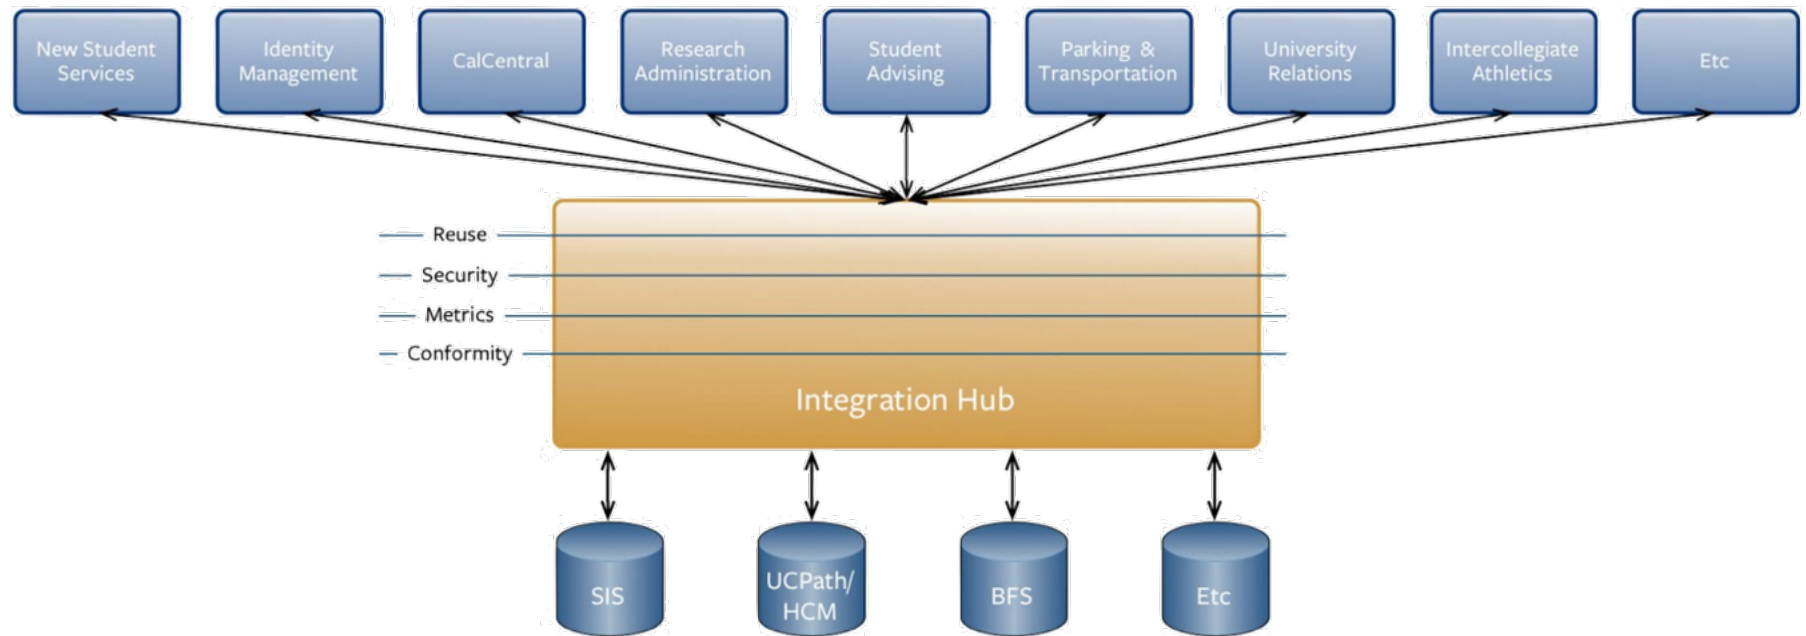 New Student
Services
Identity
Management
CalCentral
Research
Administration
Student
Advising
Parking &
Transportation
University
Relations
Intercollegiate
Athletics
Etc
Reuse
Security
Metrics
Conformity
Integration Hub
SIS
UCPath/
HCM
BFS
Etc